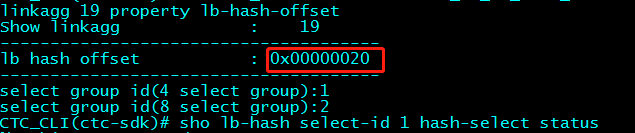 linkagg 19 property lb-hash-offset
Show linkagg              :    19
--------------------------------------
lb hash offset            : 0x00000020
--------------------------------------
select group id(4 select group):1
select group id(8 select group):2
CTC_CLI(ctc-sdk)# sho lb-hash select-id 1 hash-select status